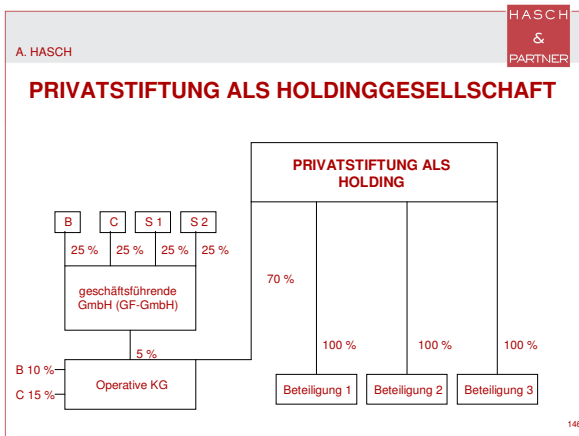 HASCH
&
PARTNER
A. HASCH
PRIVATSTIFTUNG ALS HOLDINGGESELLSCHAFT
PRIVATSTIFTUNG ALS
HOLDING
B C S 1 S 2
25 % 25 % 25 % 25 %
geschäftsführende
GmbH (GF-GmbH)
70 %
5 %
100 % 100 % 100 %
B 10 %
Operative KG
C 15 %
Beteiligung 1 Beteiligung 2 Beteiligung 3
146